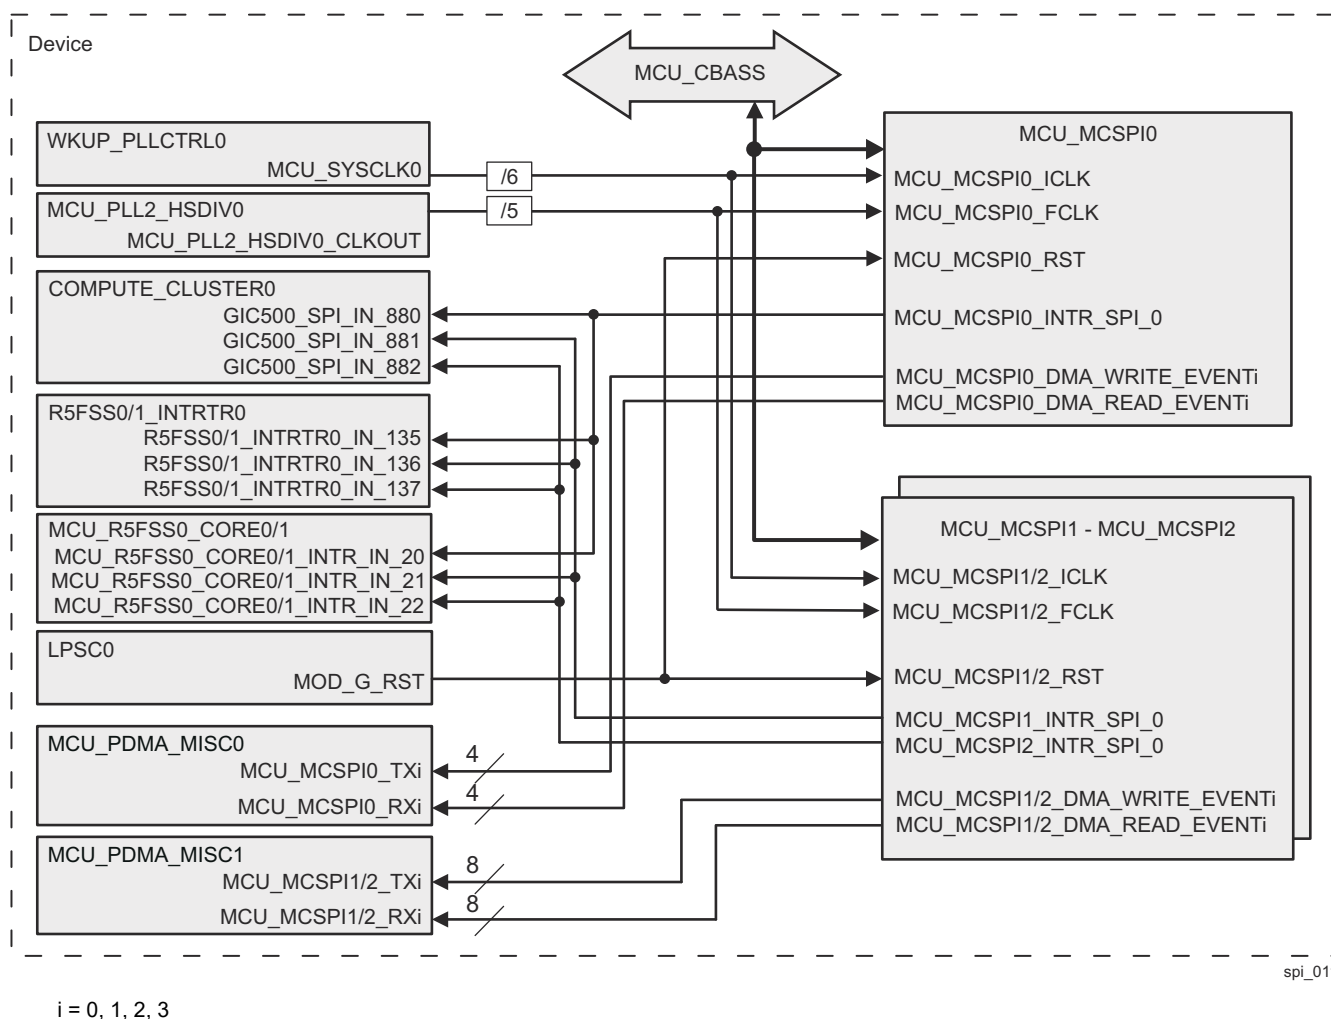 Device
MCU_CBASS
WKUP_PLLCTRL0
MCU_SYSCLK0
/6
MCU_PLL2_HSDIV0
/5
MCU_PLL2_HSDIV0_CLKOUT
COMPUTE_CLUSTER0
GIC500_SPI_IN_880
GIC500_SPI_IN_881
GIC500_SPI_IN_882
R5FSS0/1_INTRTR0
R5FSS0/1_INTRTR0_IN_135
R5FSS0/1_INTRTR0_IN_136
R5FSS0/1_INTRTR0_IN_137
MCU_R5FSS0_CORE0/1
MCU_R5FSS0_CORE0/1_INTR_IN_20
MCU_R5FSS0_CORE0/1_INTR_IN_21
MCU_R5FSS0_CORE0/1_INTR_IN_22
LPSC0
MOD_G_RST
MCU_PDMA_MISC0
MCU_MCSPI0_TXi
4
MCU_MCSPI0_RXi
4
MCU_PDMA_MISC1
MCU_MCSPI1/2_TXi
8
MCU_MCSPI1/2_RXi
8
MCU_MCSPI0
MCU_MCSPI0_ICLK
MCU_MCSPI0_FCLK
MCU_MCSPI0_RST
MCU_MCSPI0_INTR_SPI_0
MCU_MCSPI0_DMA_WRITE_EVENTi
MCU_MCSPI0_DMA_READ_EVENTi
MCU_MCSPI1 - MCU_MCSPI2
MCU_MCSPI1/2_ICLK
MCU_MCSPI1/2_FCLK
MCU_MCSPI1/2_RST
MCU_MCSPI1_INTR_SPI_0
MCU_MCSPI2_INTR_SPI_0
MCU_MCSPI1/2_DMA_WRITE_EVENTi
MCU_MCSPI1/2_DMA_READ_EVENTi
spi_01
i = 0, 1, 2, 3